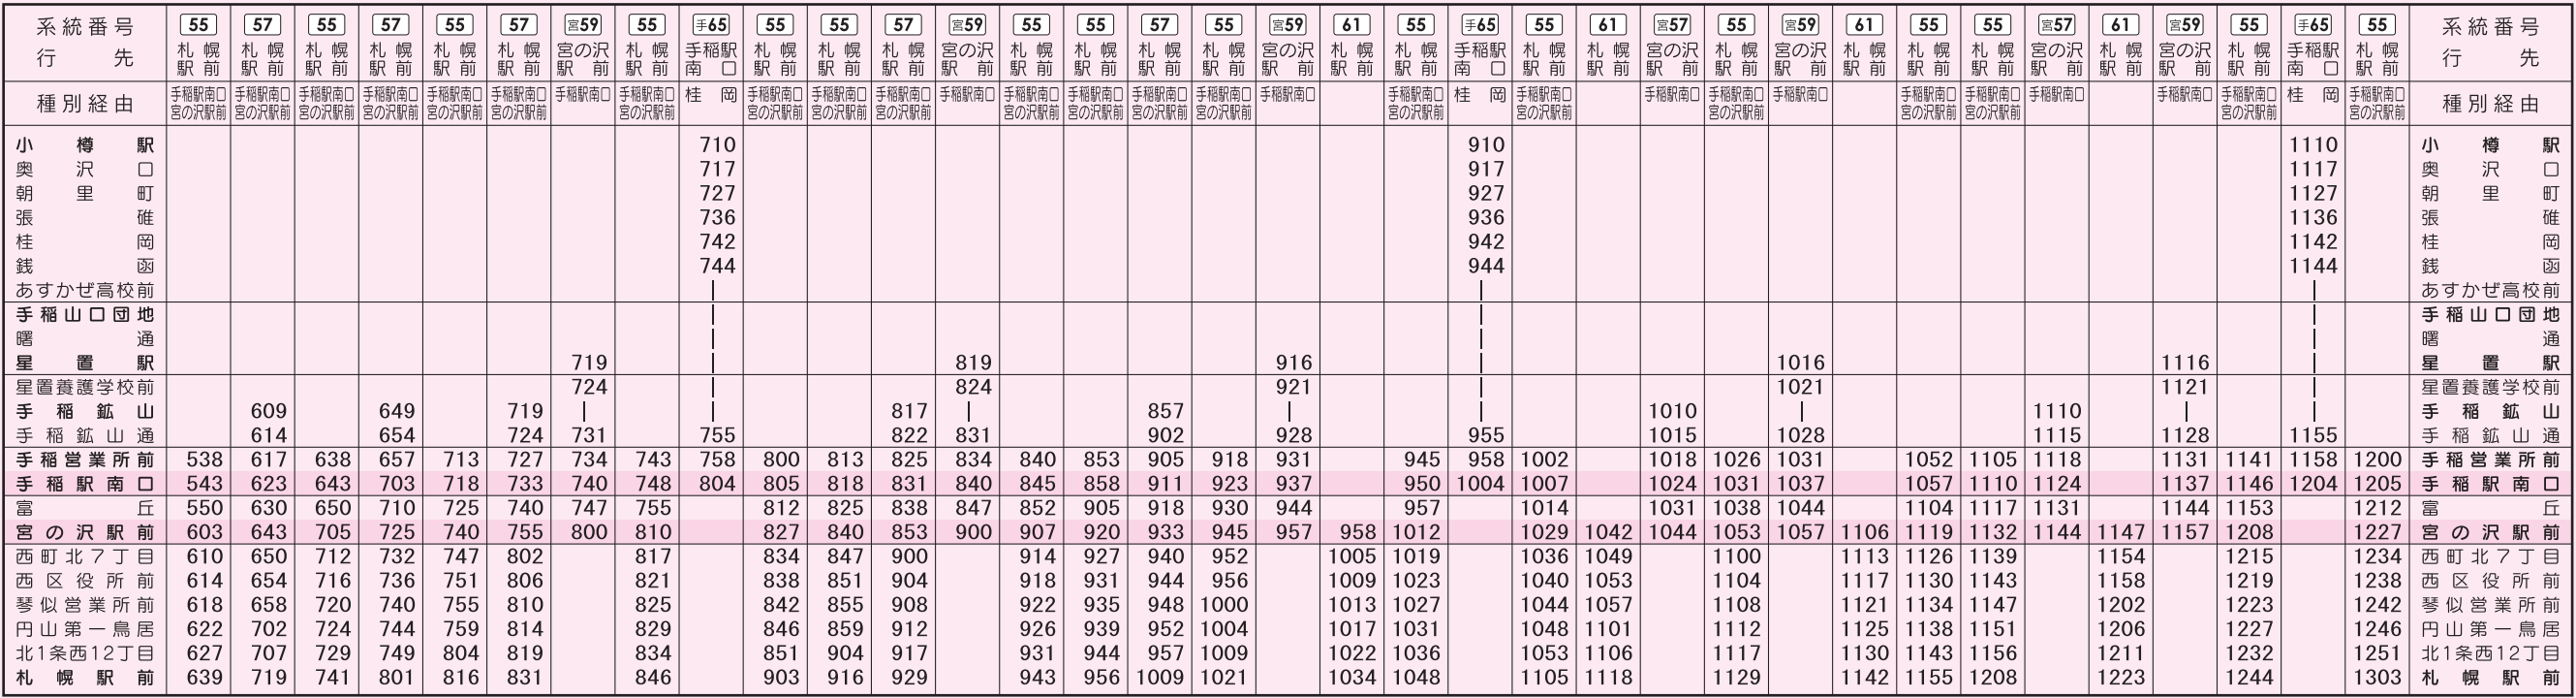 系統番号 55 57 55 57 55 57 宮59 55 手65 55 55 57 宮59 55 55 57 55 宮59 61 55 手65 55 61 宮57 55 宮59 61 55 55 宮57 61 宮59 55 手65 55 系統番号
行先 札幌駅前 札幌駅前 札幌駅前 札幌駅前 札幌駅前 札幌駅前 宮の沢駅前 札幌駅前 手稲駅南口 札幌駅前 札幌駅前 札幌駅前 宮の沢駅前 札幌駅前 札幌駅前 札幌駅前 札幌駅前 宮の沢駅前 札幌駅前 札幌駅前 手稲駅南口 札幌駅前 札幌駅前 宮の沢駅前 札幌駅前 宮の沢駅前 札幌駅前 札幌駅前 札幌駅前 宮の沢駅前 札幌駅前 宮の沢駅前 札幌駅前 手稲駅南口 札幌駅前 行先
種別経由 手稲駅南口宮の沢駅前 手稲駅南口宮の沢駅前 手稲駅南口宮の沢駅前 手稲駅南口宮の沢駅前 手稲駅南口宮の沢駅前 手稲駅南口宮の沢駅前 手稲駅南口 手稲駅南口宮の沢駅前 桂岡 手稲駅南口宮の沢駅前 手稲駅南口宮の沢駅前 手稲駅南口宮の沢駅前 手稲駅南口 手稲駅南口宮の沢駅前 手稲駅南口宮の沢駅前 手稲駅南口宮の沢駅前 手稲駅南口宮の沢駅前 手稲駅南口 手稲駅南口宮の沢駅前 桂岡 手稲駅南口宮の沢駅前 手稲駅南口 手稲駅南口宮の沢駅前 手稲駅南口 手稲駅南口宮の沢駅前 手稲駅南口宮の沢駅前 手稲駅南口 手稲駅南口 手稲駅南口宮の沢駅前 桂岡 手稲駅南口宮の沢駅前 種別経由
小樽駅 710 910 1110 小樽駅
奥沢口 717 917 1117 奥沢口
朝里町 727 927 1127 朝里町
張碓 736 936 1136 張碓
桂岡 742 942 1142 桂岡
銭函 744 944 1144 銭函
あすかぜ高校前 | | | あすかぜ高校前
手稲山口団地 | | | 手稲山口団地
曙通 | | | 曙通
星置駅 719 | 819 916 | 1016 1116 | 星置駅
星置養護学校前 724 | 824 921 | 1021 1121 | 星置養護学校前
手稲鉱山 609 649 719 | | 817 | 857 | | 1010 | 1110 | | 手稲鉱山
手稲鉱山通 614 654 724 731 755 822 831 902 928 955 1015 1028 1115 1128 1155 手稲鉱山通
手稲営業所前 538 617 638 657 713 727 734 743 758 800 813 825 834 840 853 905 918 931 945 958 1002 1018 1026 1031 1052 1105 1118 1131 1141 1158 1200 手稲営業所前
手稲駅南口 543 623 643 703 718 733 740 748 804 805 818 831 840 845 858 911 923 937 950 1004 1007 1024 1031 1037 1057 1110 1124 1137 1146 1204 1205 手稲駅南口
富丘 550 630 650 710 725 740 747 755 812 825 838 847 852 905 918 930 944 957 1014 1031 1038 1044 1104 1117 1131 1144 1153 1212 富丘
宮の沢駅前 603 643 705 725 740 755 800 810 827 840 853 900 907 920 933 945 957 958 1012 1029 1042 1044 1053 1057 1106 1119 1132 1144 1147 1157 1208 1227 宮の沢駅前
西町北7丁目 610 650 712 732 747 802 817 834 847 900 914 927 940 952 1005 1019 1036 1049 1100 1113 1126 1139 1154 1215 1234 西町北7丁目
西区役所前 614 654 716 736 751 806 821 838 851 904 918 931 944 956 1009 1023 1040 1053 1104 1117 1130 1143 1158 1219 1238 西区役所前
琴似営業所前 618 658 720 740 755 810 825 842 855 908 922 935 948 1000 1013 1027 1044 1057 1108 1121 1134 1147 1202 1223 1242 琴似営業所前
円山第一鳥居 622 702 724 744 759 814 829 846 859 912 926 939 952 1004 1017 1031 1048 1101 1112 1125 1138 1151 1206 1227 1246 円山第一鳥居
北1条西12丁目 627 707 729 749 804 819 834 851 904 917 931 944 957 1009 1022 1036 1053 1106 1117 1130 1143 1156 1211 1232 1251 北1条西12丁目
札幌駅前 639 719 741 801 816 831 846 903 916 929 943 956 1009 1021 1034 1048 1105 1118 1129 1142 1155 1208 1223 1244 1303 札幌駅前